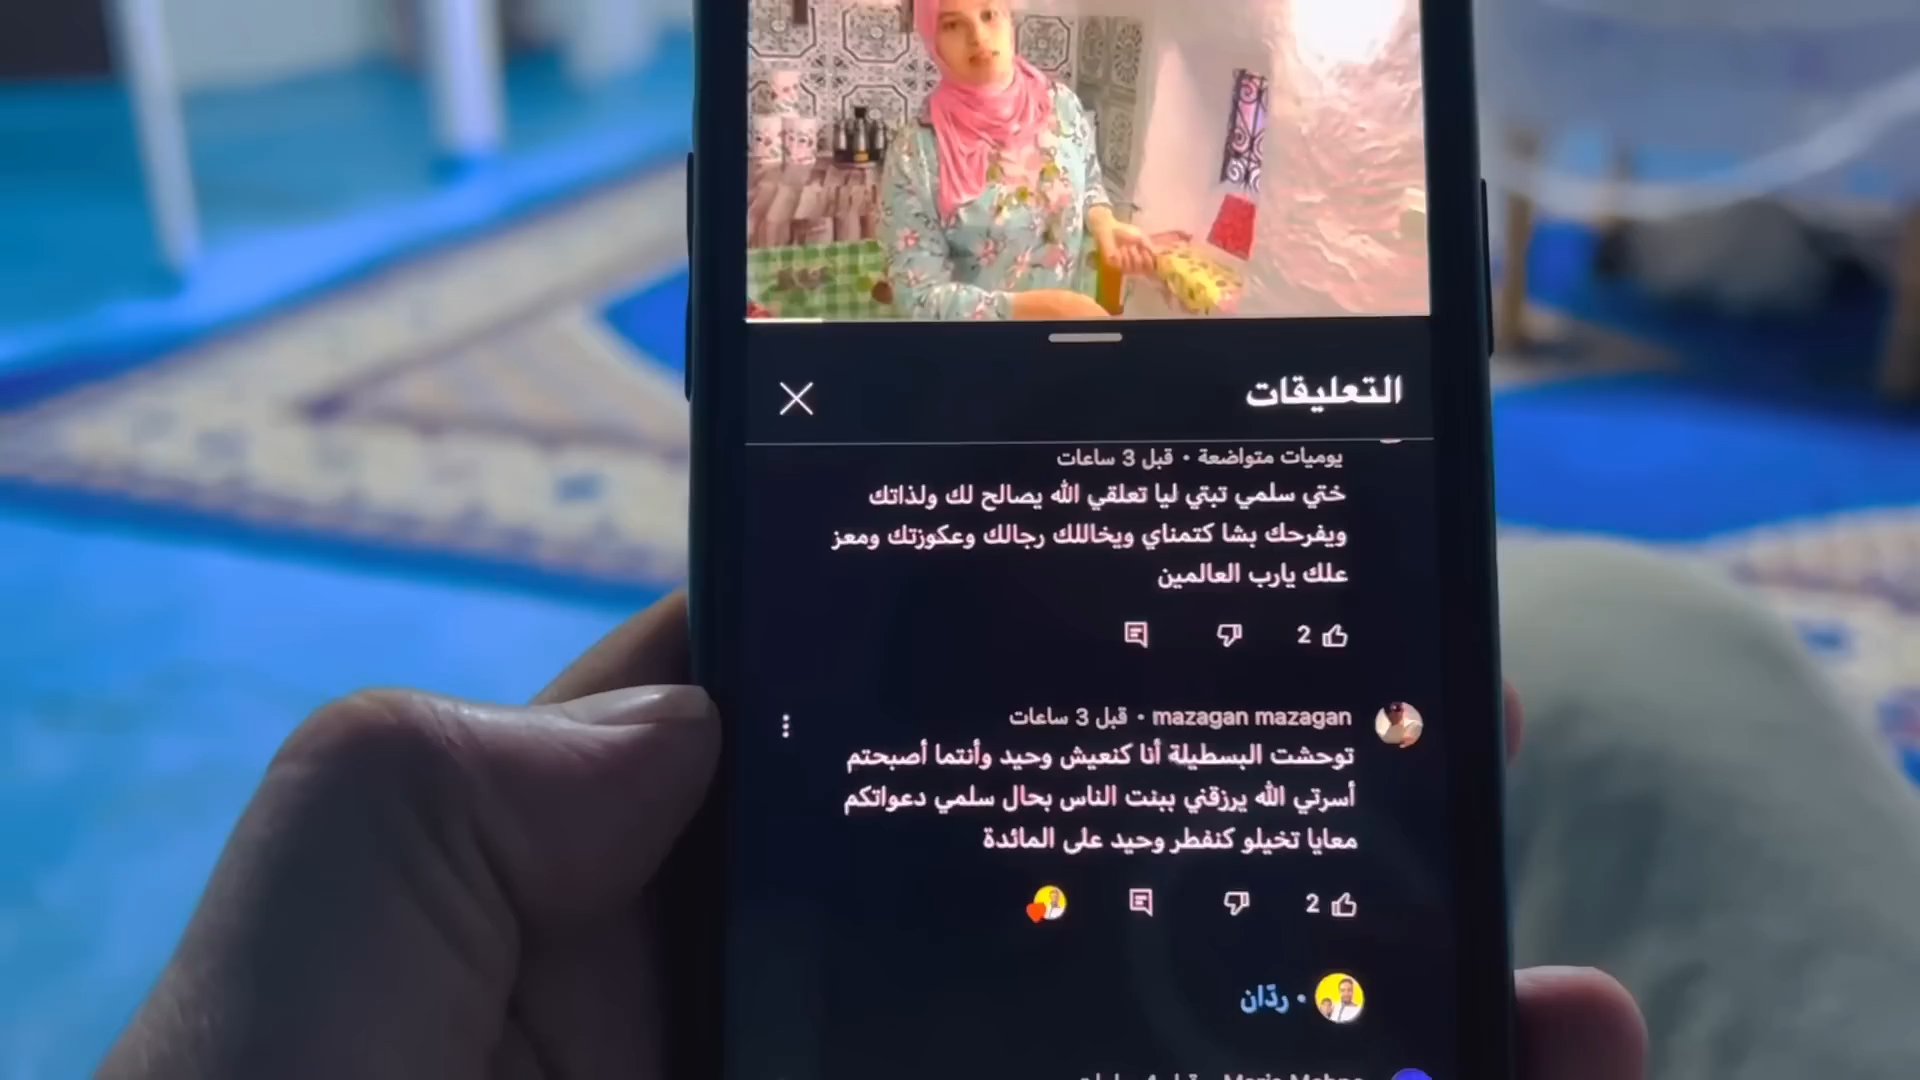 التعليقات
يوميات متواضعة • قبل 3 ساعات
ختي سلمي تبتي ليا تعلقي الله يصالح لك ولذاتك
ويفرحك بشا كتمناي ويخاللك رجالك وعكوزتك ومعز
علك يارب العالمين
2
mazagan mazagan • قبل 3 ساعات
توحشت البسطيلة أنا كنعيش وحيد وأنتما أصبحتم
أسرتي الله يرزقني ببنت الناس بحال سلمي دعواتكم
معايا تخيلو كنفطر وحيد على المائدة
2
• ردّان